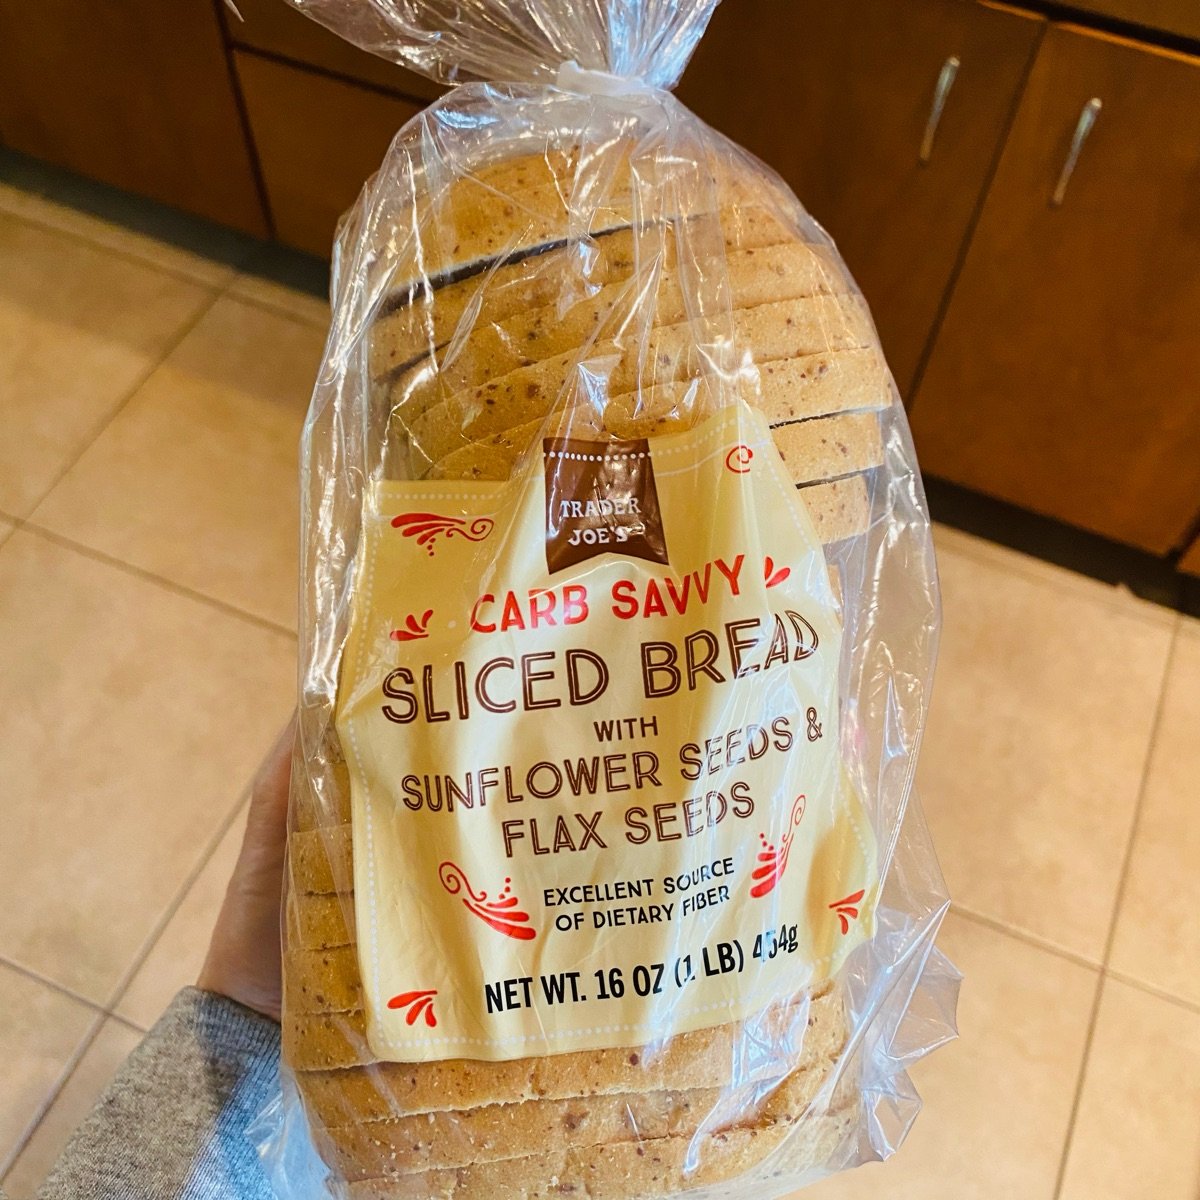 TRADER
JOE'S
CARB SAVVY
SLICED BREAD
WITH
SUNFLOWER SEEDS &
FLAX SEEDS
EXCELLENT SOURCE
OF DIETARY FIBER
NET WT. 16 OZ (1 LB) 454g